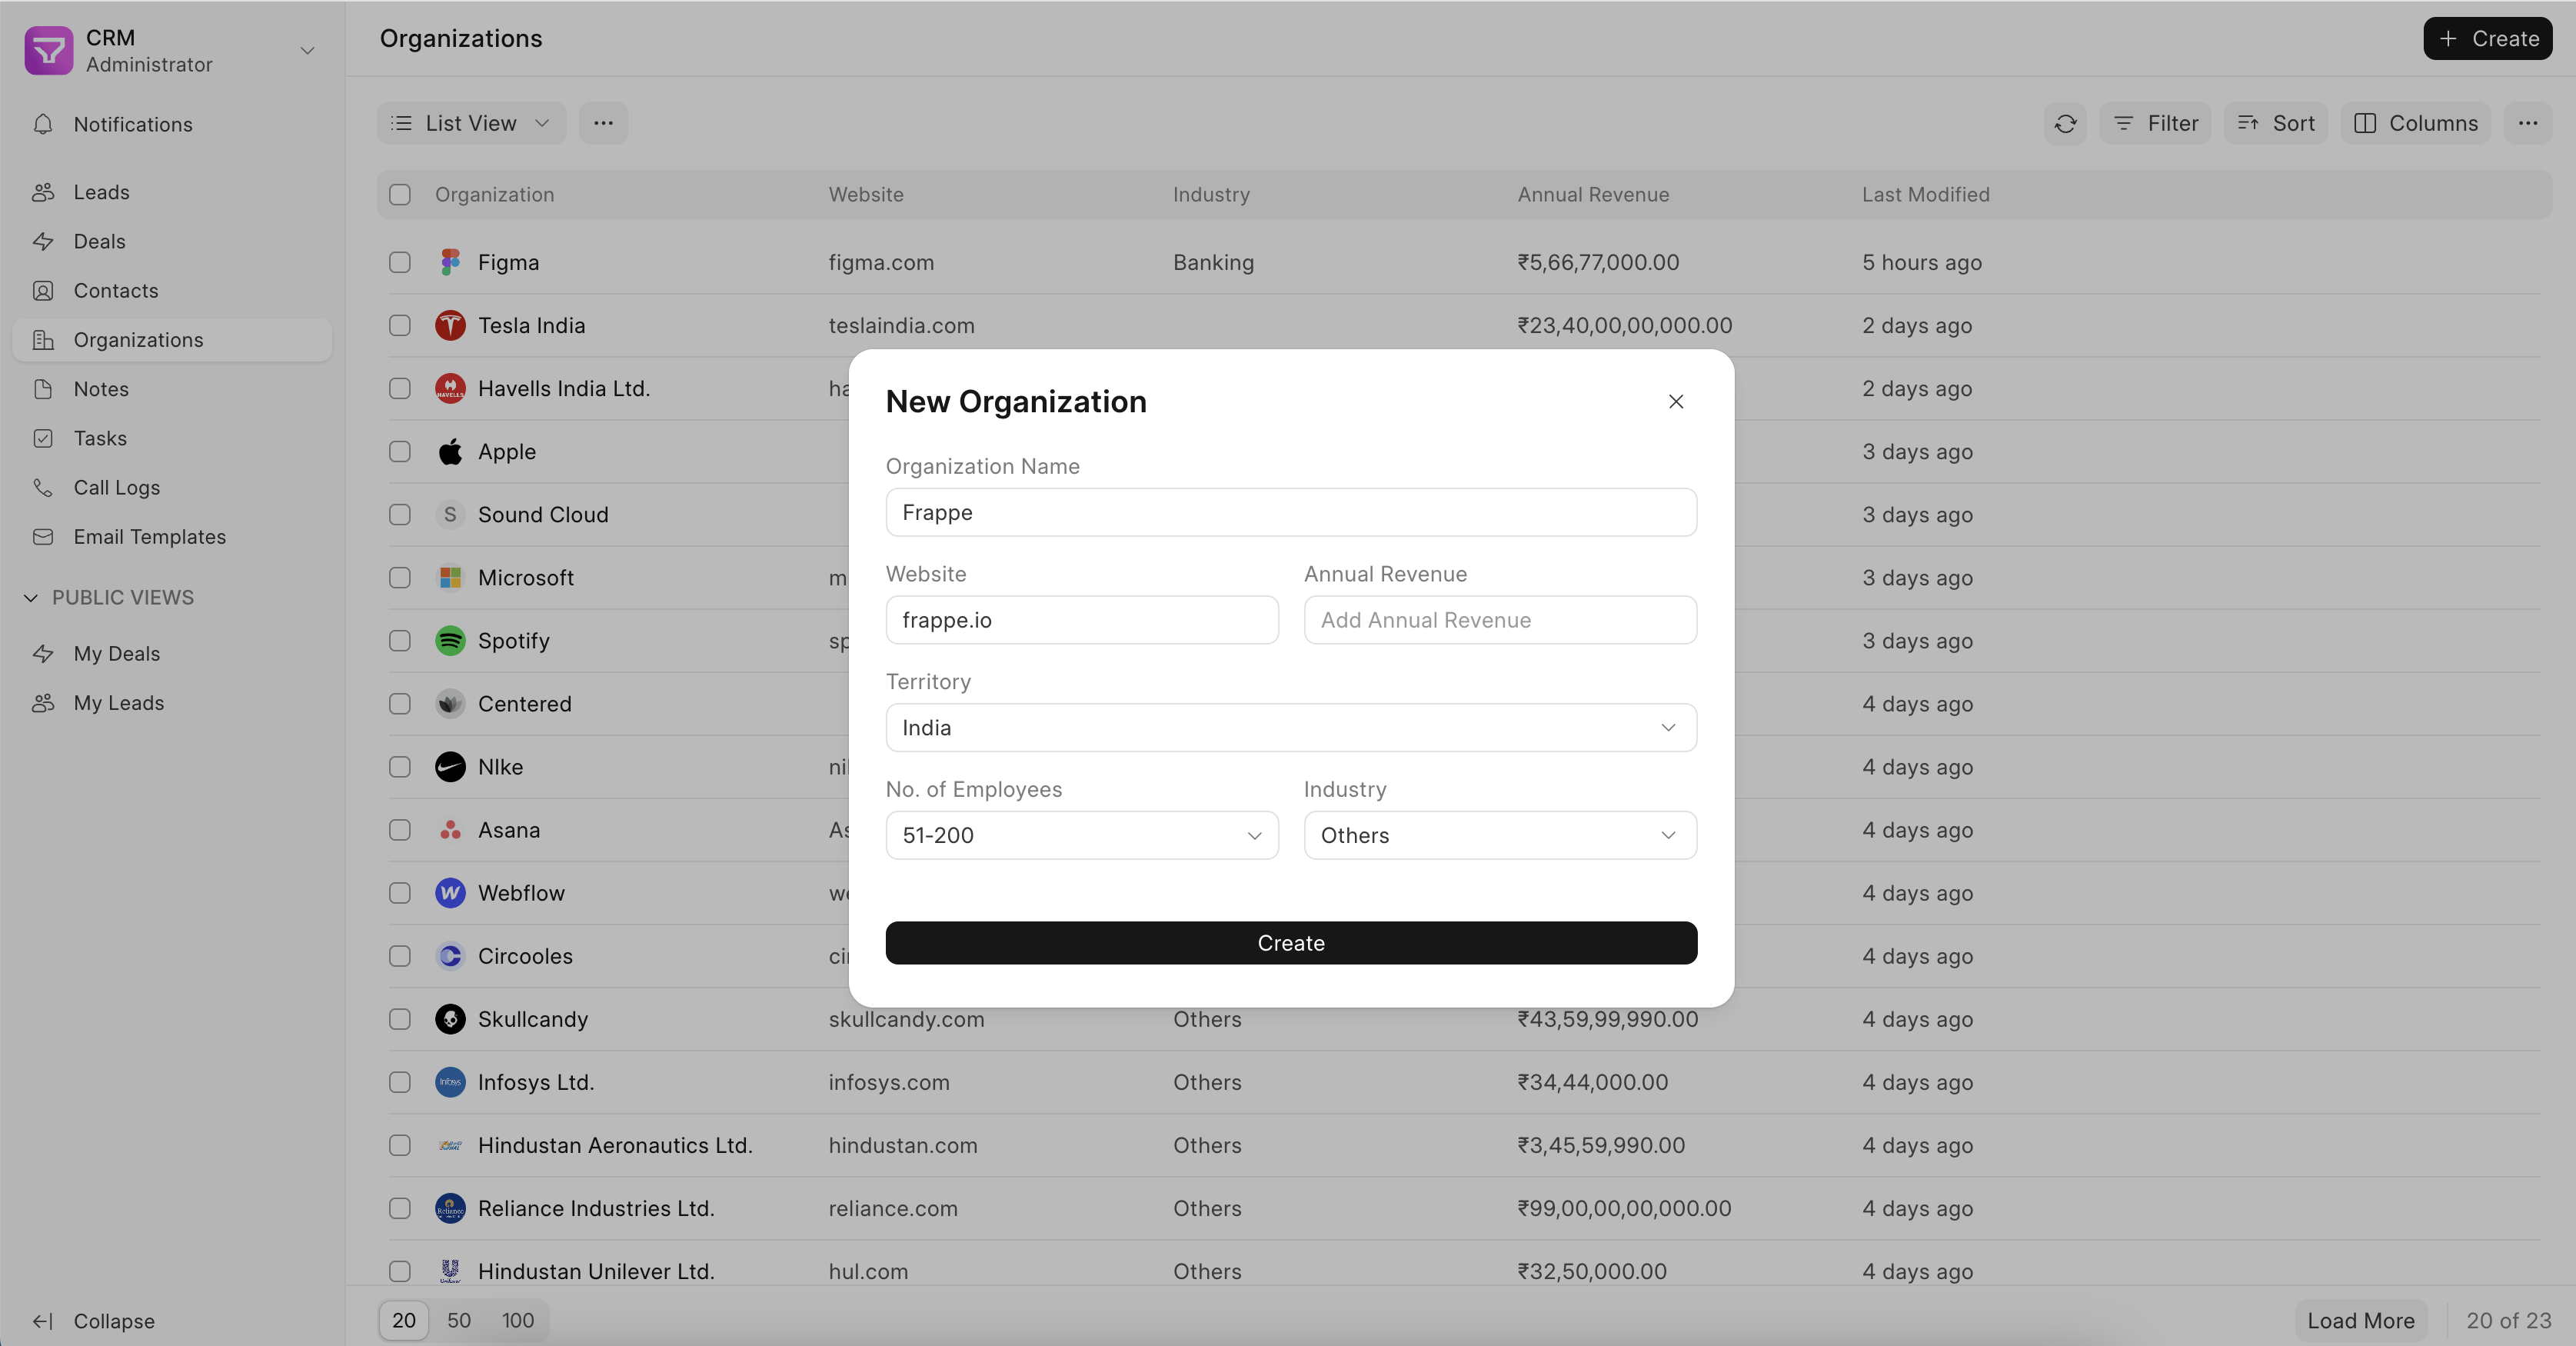 CRM
Administrator
Notifications
Leads
Deals
Contacts
Organizations
Notes
Tasks
Call Logs
Email Templates
PUBLIC VIEWS
My Deals
My Leads
Collapse
Organizations
Create
List View
Filter Sort Columns
Organization Website Industry Annual Revenue Last Modified
Figma figma.com Banking ₹5,66,77,000.00 5 hours ago
Tesla India teslaindia.com ₹23,40,00,00,000.00 2 days ago
Havells India Ltd. ha 2 days ago
Apple 3 days ago
S Sound Cloud 3 days ago
Microsoft m 3 days ago
Spotify sp 3 days ago
Centered 4 days ago
NIke nik 4 days ago
Asana As 4 days ago
Webflow we 4 days ago
Circooles cir 4 days ago
Skullcandy skullcandy.com Others ₹43,59,99,990.00 4 days ago
Infosys Ltd. infosys.com Others ₹34,44,000.00 4 days ago
Hindustan Aeronautics Ltd. hindustan.com Others ₹3,45,59,990.00 4 days ago
Reliance Industries Ltd. reliance.com Others ₹99,00,00,00,000.00 4 days ago
Hindustan Unilever Ltd. hul.com Others ₹32,50,000.00 4 days ago
20 50 100
Load More 20 of 23
New Organization
Organization Name
Frappe
Website Annual Revenue
frappe.io Add Annual Revenue
Territory
India
No. of Employees Industry
51-200 Others
Create